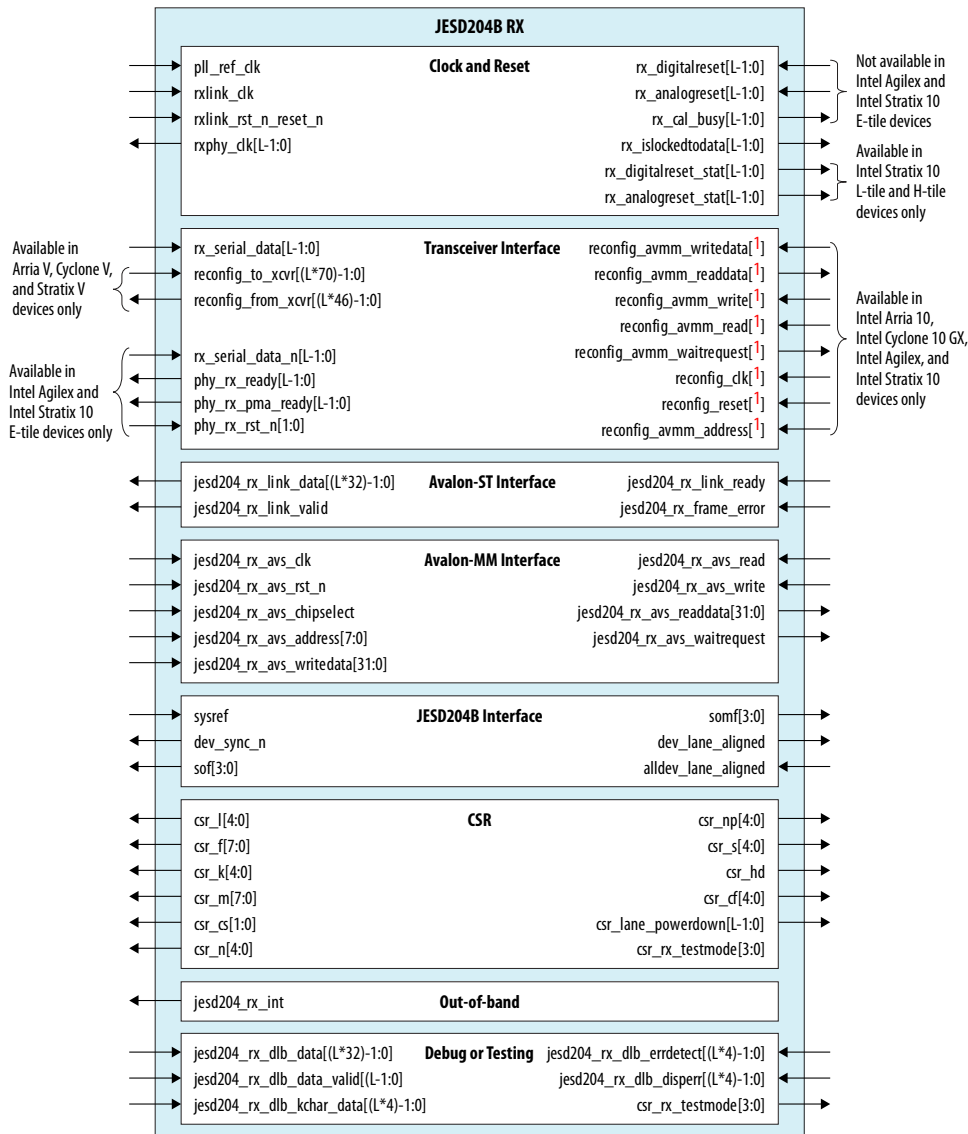 JESD204B RX
Clock and Reset
pll_ref_clk
rxlink_clk
rxlink_rst_n_reset_n
rxphy_clk[L-1:0]
rx_digitalreset[L-1:0]
rx_analogreset[L-1:0]
rx_cal_busy[L-1:0]
rx_islockedtodata[L-1:0]
rx_digitalreset_stat[L-1:0]
rx_analogreset_stat[L-1:0]
Not available in
Intel Agilex and
Intel Stratix 10
E-tile devices
Available in
Intel Stratix 10
L-tile and H-tile
devices only
Available in
Arria V, Cyclone V,
and Stratix V
devices only
Available in
Intel Agilex and
Intel Stratix 10
E-tile devices only
Transceiver Interface
rx_serial_data[L-1:0]
reconfig_to_xcvr[(L*70)-1:0]
reconfig_from_xcvr[(L*46)-1:0]
rx_serial_data_n[L-1:0]
phy_rx_ready[L-1:0]
phy_rx_pma_ready[L-1:0]
phy_rx_rst_n[1:0]
reconfig_avmm_writedata[1]
reconfig_avmm_readdata[1]
reconfig_avmm_write[1]
reconfig_avmm_read[1]
reconfig_avmm_waitrequest[1]
reconfig_clk[1]
reconfig_reset[1]
reconfig_avmm_address[1]
Available in
Intel Arria 10,
Intel Cyclone 10 GX,
Intel Agilex, and
Intel Stratix 10
devices only
Avalon-ST Interface
jesd204_rx_link_data[(L*32)-1:0]
jesd204_rx_link_valid
jesd204_rx_link_ready
jesd204_rx_frame_error
Avalon-MM Interface
jesd204_rx_avs_clk
jesd204_rx_avs_rst_n
jesd204_rx_avs_chipselect
jesd204_rx_avs_address[7:0]
jesd204_rx_avs_writedata[31:0]
jesd204_rx_avs_read
jesd204_rx_avs_write
jesd204_rx_avs_readdata[31:0]
jesd204_rx_avs_waitrequest
JESD204B Interface
sysref
dev_sync_n
sof[3:0]
somf[3:0]
dev_lane_aligned
alldev_lane_aligned
CSR
csr_l[4:0]
csr_f[7:0]
csr_k[4:0]
csr_m[7:0]
csr_cs[1:0]
csr_n[4:0]
csr_np[4:0]
csr_s[4:0]
csr_hd
csr_cf[4:0]
csr_lane_powerdown[L-1:0]
csr_rx_testmode[3:0]
jesd204_rx_int
Out-of-band
Debug or Testing
jesd204_rx_dlb_data[(L*32)-1:0]
jesd204_rx_dlb_data_valid[(L-1:0]
jesd204_rx_dlb_kchar_data[(L*4)-1:0]
jesd204_rx_dlb_errdetect[(L*4)-1:0]
jesd204_rx_dlb_disperr[(L*4)-1:0]
csr_rx_testmode[3:0]